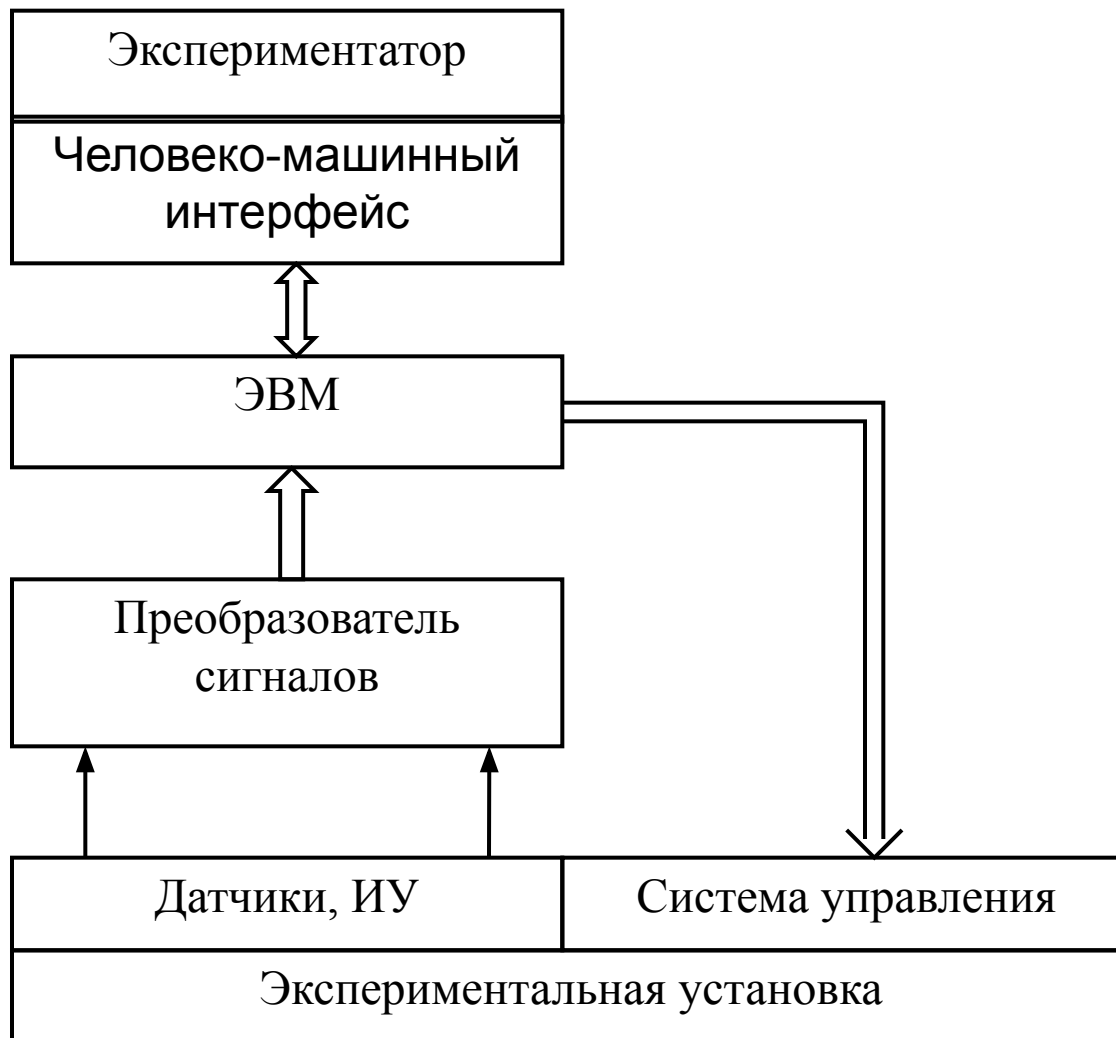 Экспериментатор
Человеко-машинный
интерфейс
ЭВМ
Преобразователь
сигналов
Датчики, ИУ
Система управления
Экспериментальная установка